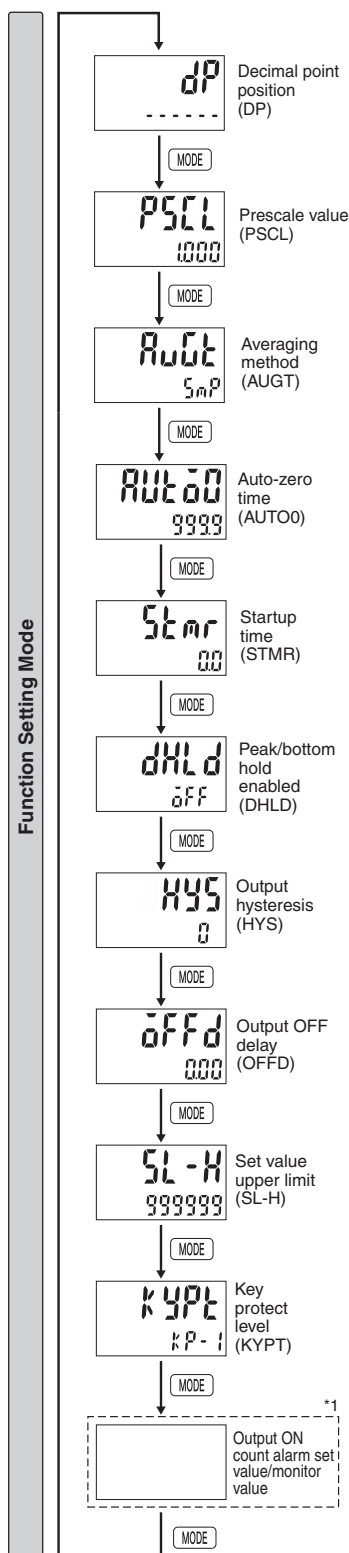 Function Setting Mode
dP
------
Decimal point
position
(DP)
MODE
PSCL
1.000
Prescale value
(PSCL)
MODE
AuGt
SmP
Averaging
method
(AUGT)
MODE
AUtō0
999.9
Auto-zero
time
(AUTO0)
MODE
Stmr
0.0
Startup
time
(STMR)
MODE
dHLd
ōFF
Peak/bottom
hold
enabled
(DHLD)
MODE
HYS
0
Output
hysteresis
(HYS)
MODE
ōFFd
0.00
Output OFF
delay
(OFFD)
MODE
SL-H
999999
Set value
upper limit
(SL-H)
MODE
KYPt
KP-1
Key
protect
level
(KYPT)
MODE
*1
Output ON
count alarm set
value/monitor
value
MODE